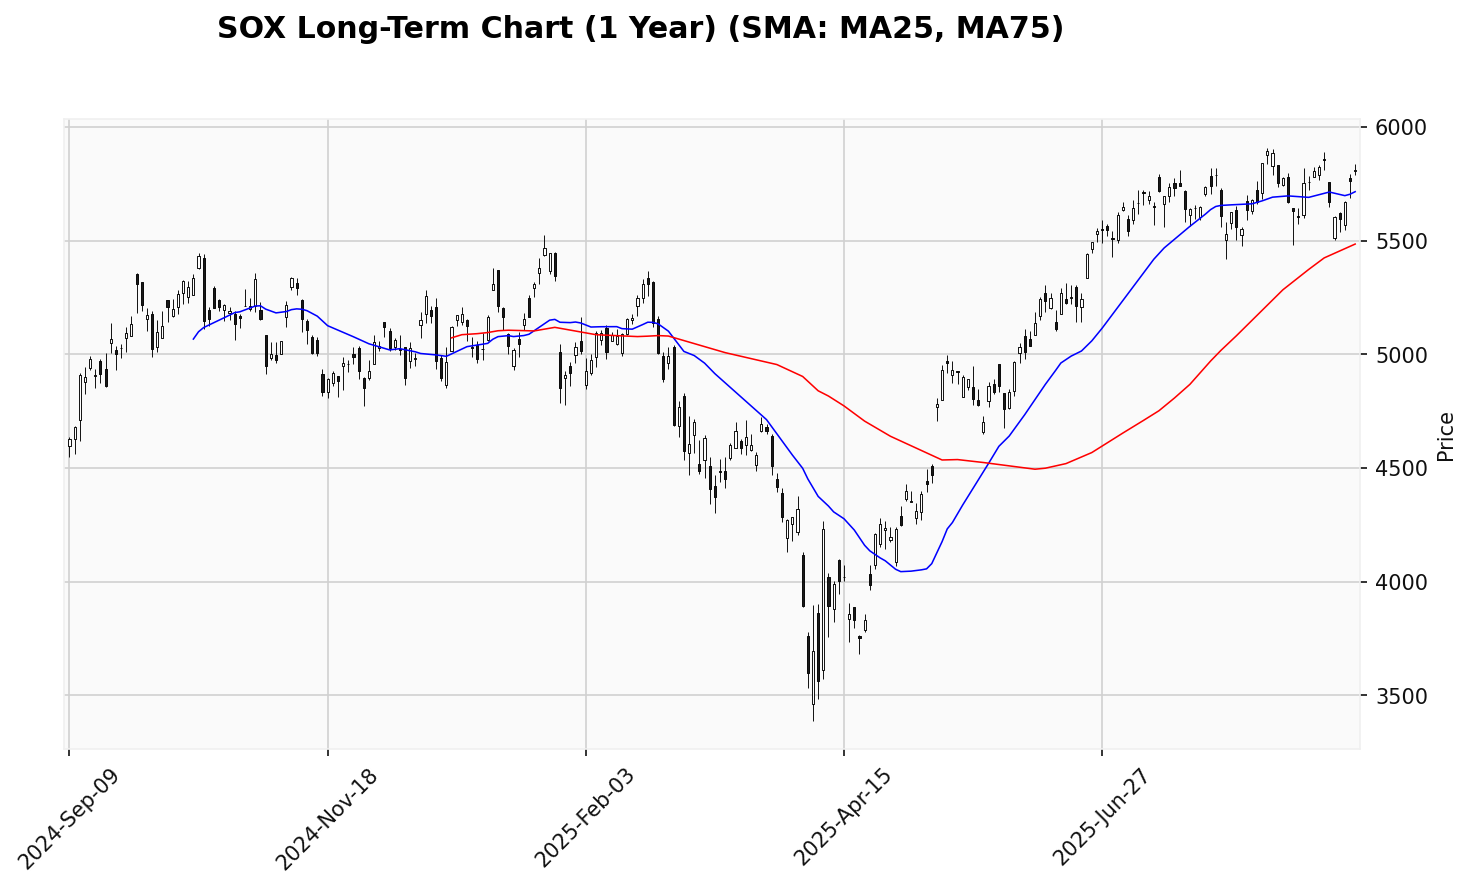 SOX Long-Term Chart (1 Year) (SMA: MA25, MA75)
6000
5500
5000
4500
4000
3500
Price
2024-Sep-09
2024-Nov-18
2025-Feb-03
2025-Apr-15
2025-Jun-27